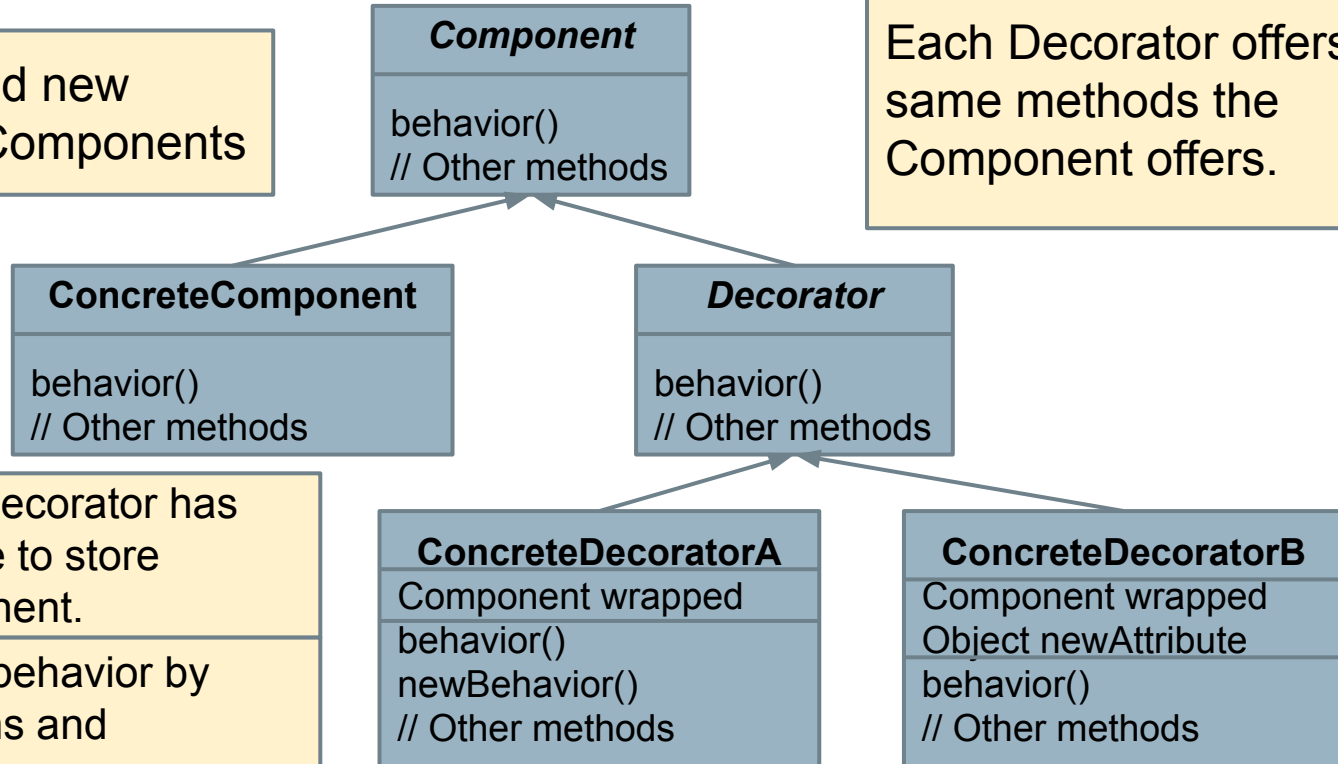 d new
Components
Component
behavior()
// Other methods
Each Decorator offers
same methods the
Component offers.
ConcreteComponent
behavior()
// Other methods
Decorator
behavior()
// Other methods
ecorator has
e to store
nent.
behavior by
ns and
ConcreteDecoratorA
Component wrapped
behavior()
newBehavior()
// Other methods
ConcreteDecoratorB
Component wrapped
Object newAttribute
behavior()
// Other methods